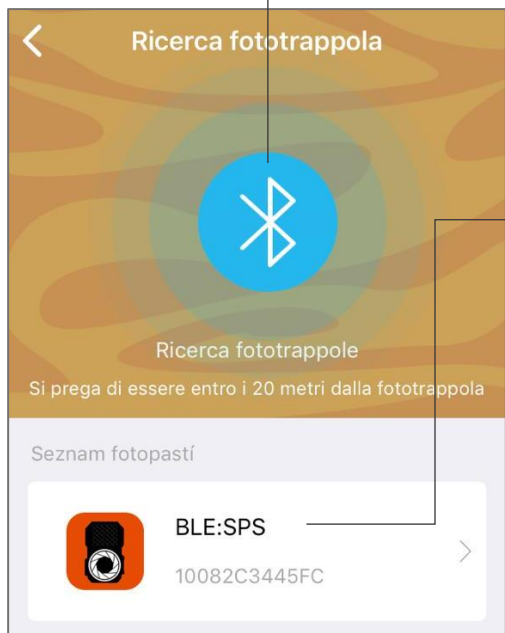 Ricerca fototrappola
Ricerca fototrappole
Si prega di essere entro i 20 metri dalla fototrappola
Seznam fotopastí
BLE:SPS
10082C3445FC